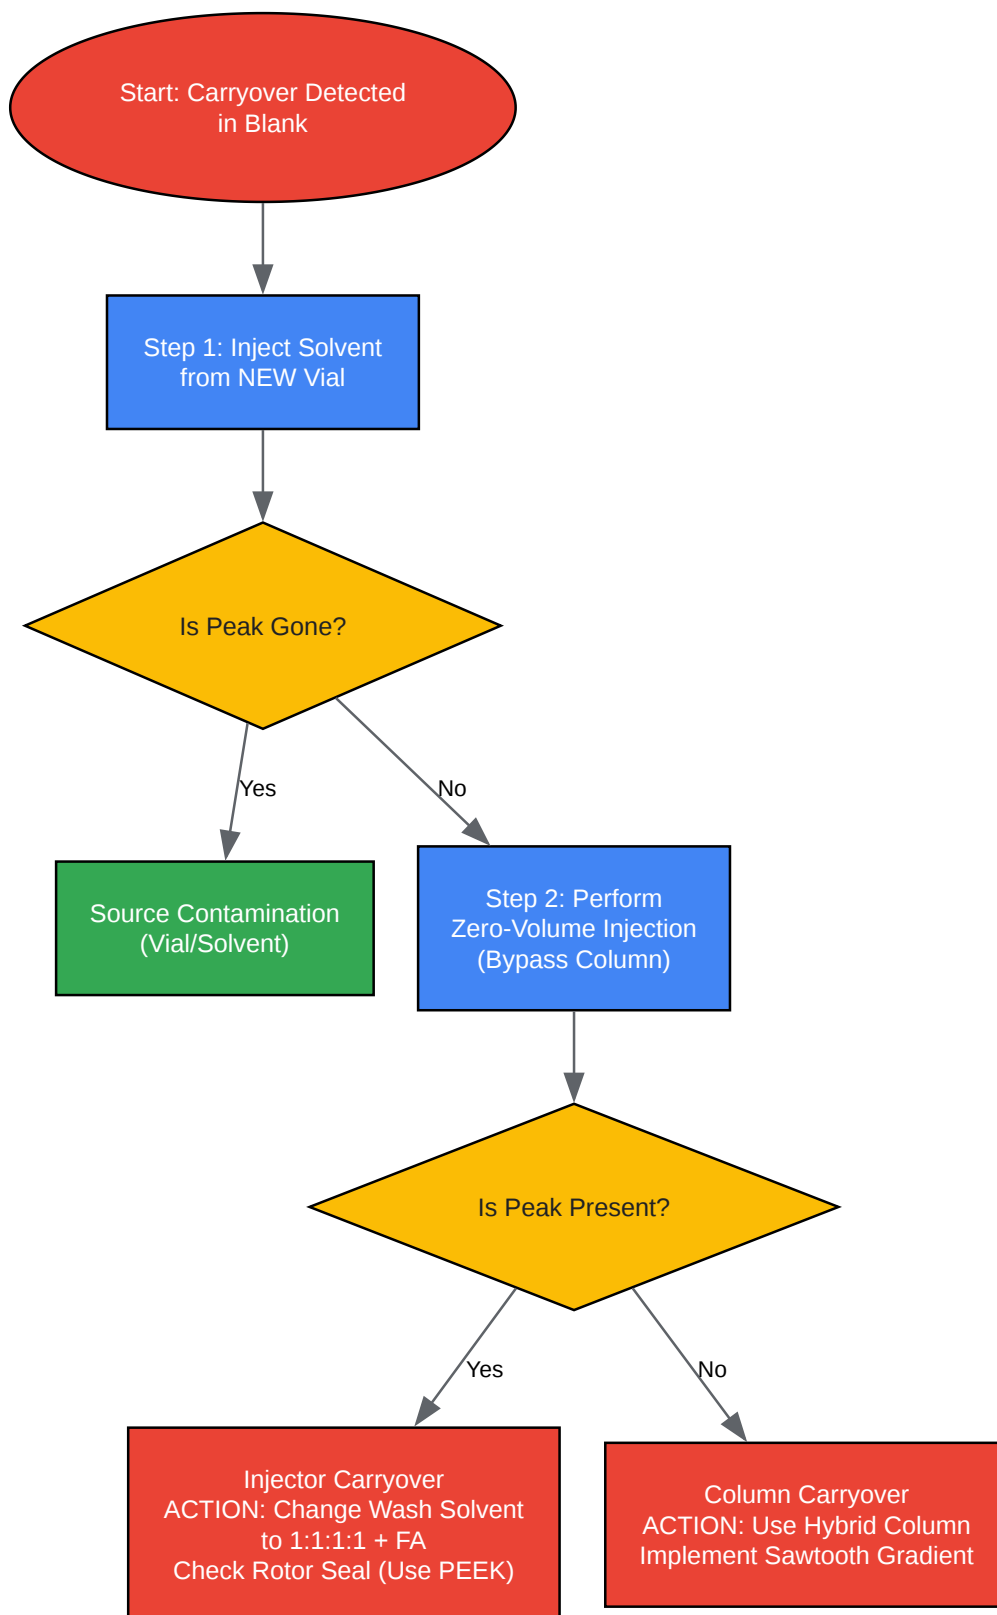 Start: Carryover Detected
in Blank
Step 1: Inject Solvent
from NEW Vial
Is Peak Gone?
Yes
No
Source Contamination
(Vial/Solvent)
Step 2: Perform
Zero-Volume Injection
(Bypass Column)
Is Peak Present?
Yes
No
Injector Carryover
ACTION: Change Wash Solvent
to 1:1:1:1 + FA
Check Rotor Seal (Use PEEK)
Column Carryover
ACTION: Use Hybrid Column
Implement Sawtooth Gradient